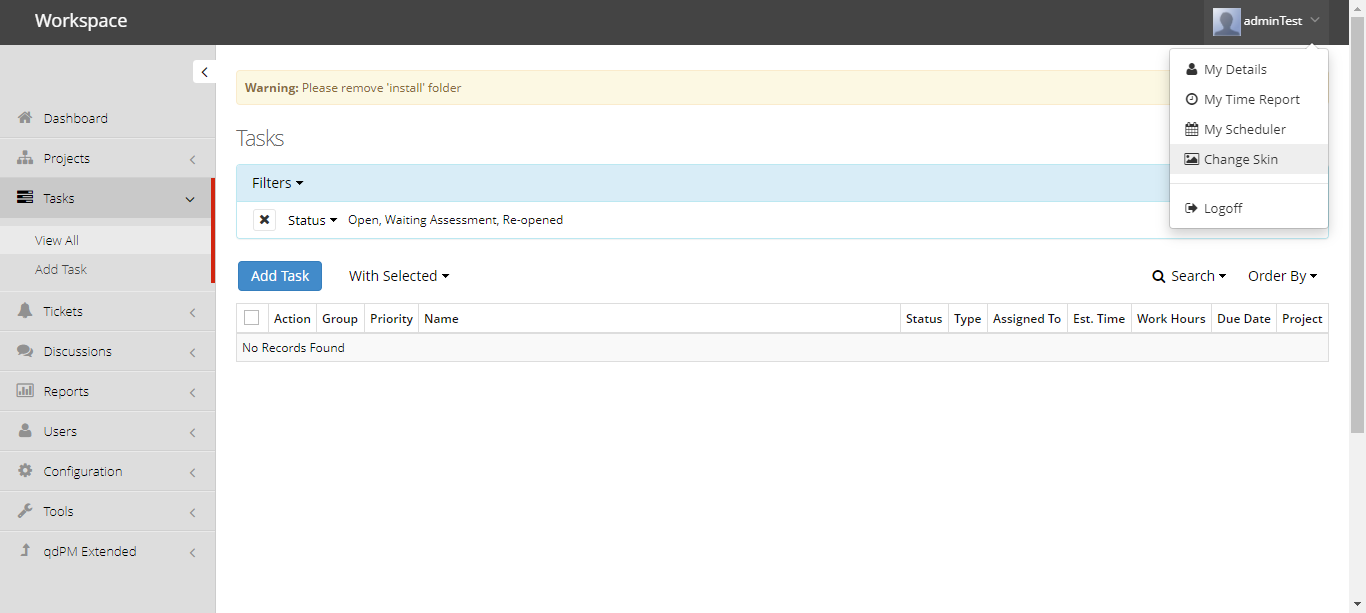 Workspace
adminTest
My Details
My Time Report
My Scheduler
Change Skin
Logoff
Dashboard
Projects
Tasks
View All
Add Task
Tickets
Discussions
Reports
Users
Configuration
Tools
qdPM Extended
Warning: Please remove 'install' folder
Tasks
Filters
Status Open, Waiting Assessment, Re-opened
Add Task With Selected Search Order By
Action Group Priority Name Status Type Assigned To Est. Time Work Hours Due Date Project
No Records Found